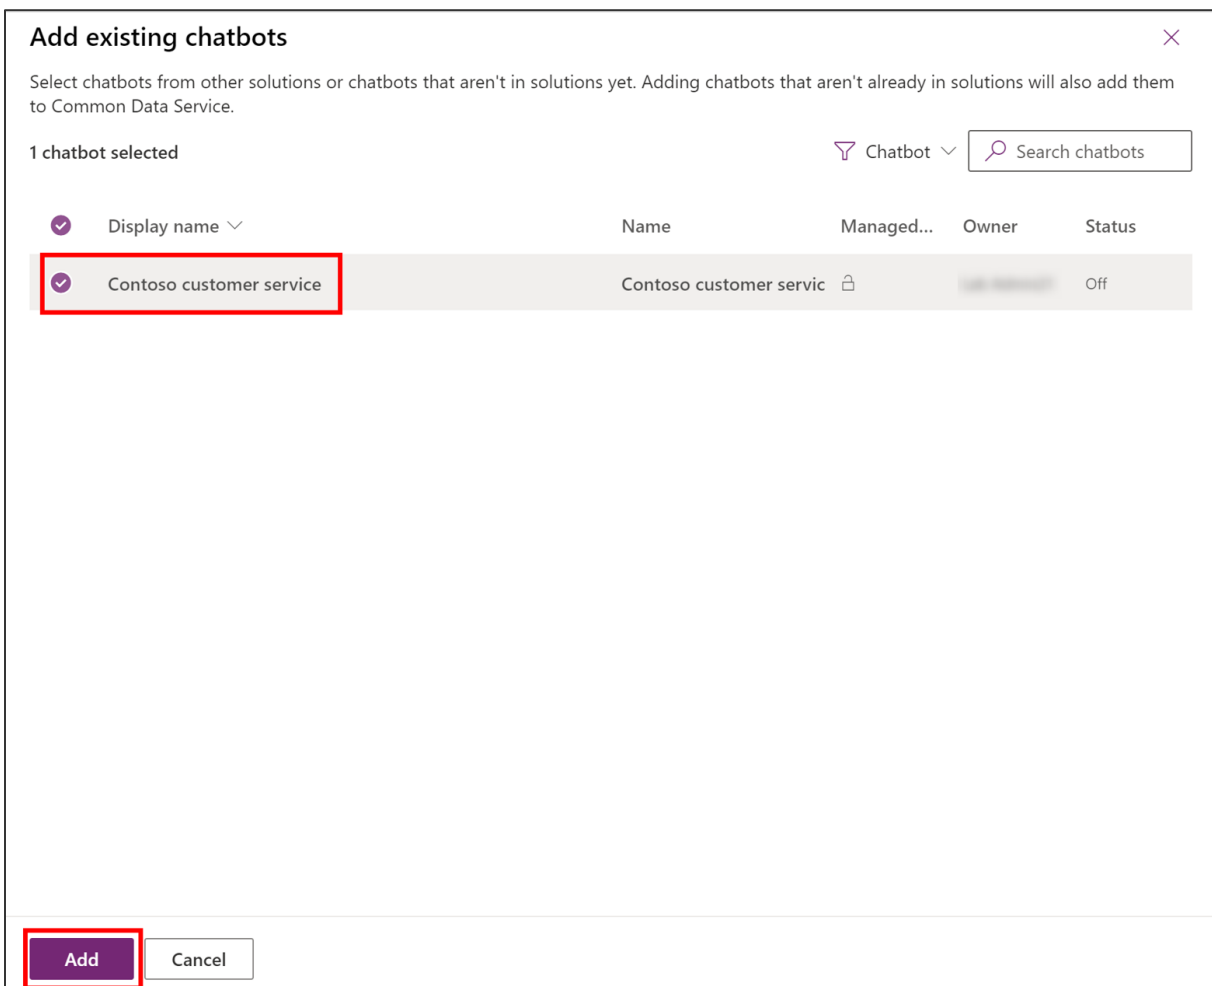 Add existing chatbots
Select chatbots from other solutions or chatbots that aren't in solutions yet. Adding chatbots that aren't already in solutions will also add them
to Common Data Service.
1 chatbot selected
Chatbot
Search chatbots
Display name Name Managed... Owner Status
Contoso customer service Contoso customer servic Off
Add Cancel